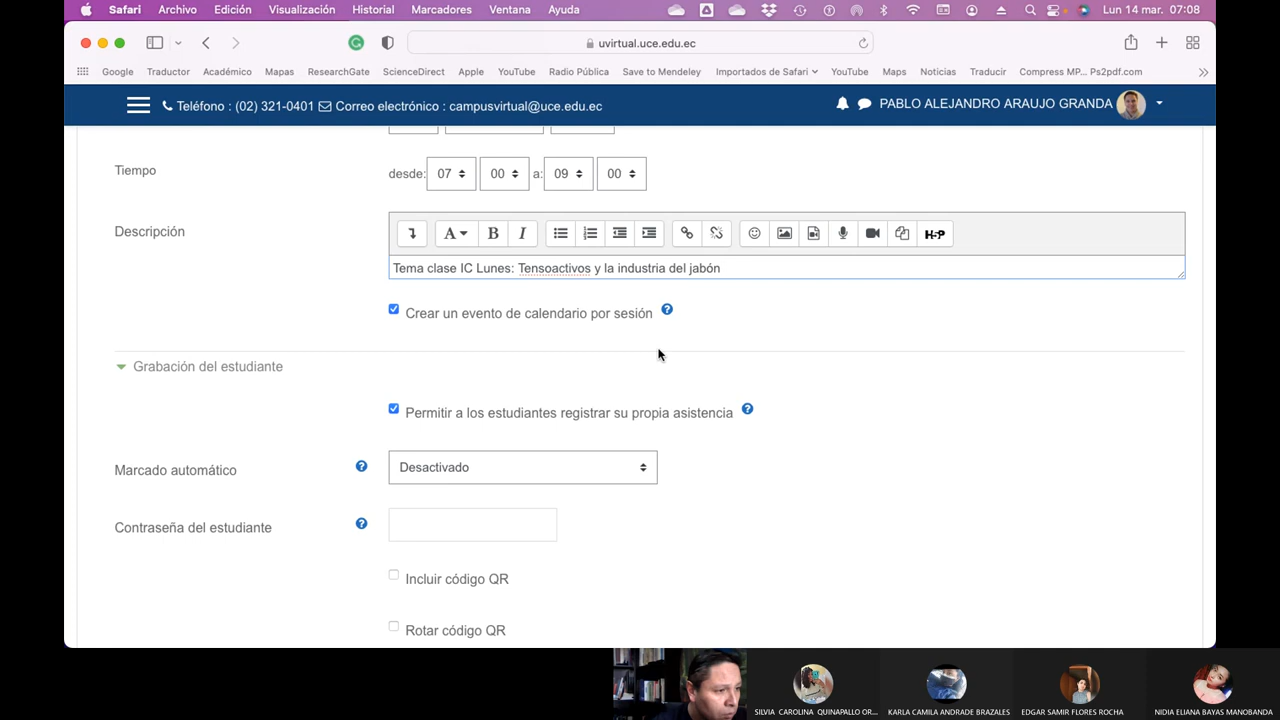 Safari Archivo Edición Visualización Historial Marcadores Ventana Ayuda Lun 14 mar. 07:08
uvirtual.uce.edu.ec
Google Traductor Académico Mapas ResearchGate ScienceDirect Apple YouTube Radio Pública Save to Mendeley Importados de Safari YouTube Maps Noticias Traducir Compress MP... Ps2pdf.com
Teléfono : (02) 321-0401 Correo electrónico : campusvirtual@uce.edu.ec PABLO ALEJANDRO ARAUJO GRANDA
Tiempo desde: 07 00 a: 09 00
Descripción
A B I H-P
Tema clase IC Lunes: Tensoactivos y la industria del jabón
Crear un evento de calendario por sesión
Grabación del estudiante
Permitir a los estudiantes registrar su propia asistencia
Marcado automático Desactivado
Contraseña del estudiante
Incluir código QR
Rotar código QR
SILVIA CAROLINA QUINAPALLO OR... KARLA CAMILA ANDRADE BRAZALES EDGAR SAMIR FLORES ROCHA NIDIA ELIANA BAYAS MANOBANDA